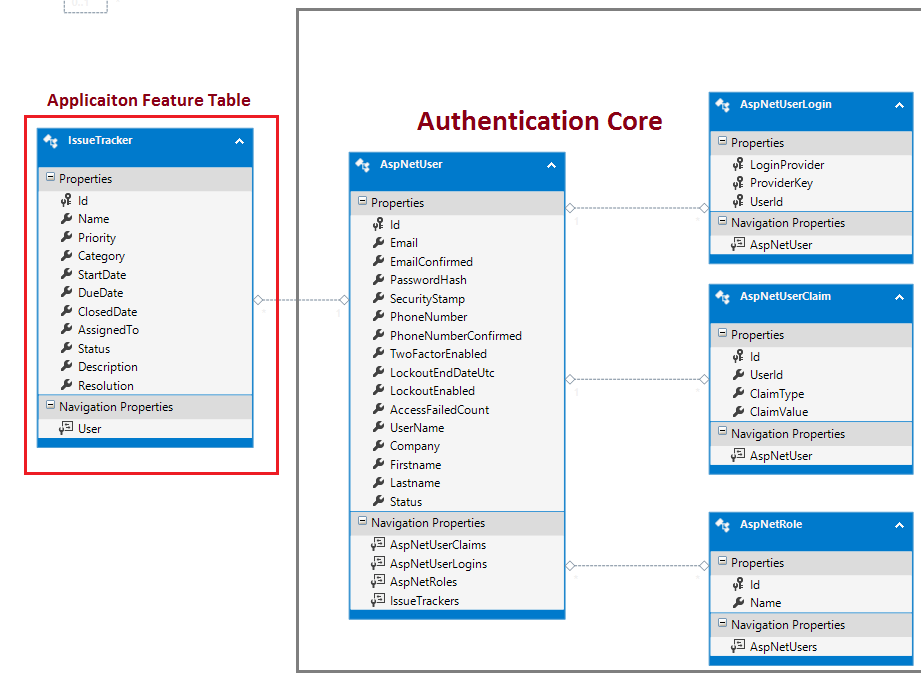 0..1
Applicaiton Feature Table
IssueTracker
Properties
Id
Name
Priority
Category
StartDate
DueDate
ClosedDate
AssignedTo
Status
Description
Resolution
Navigation Properties
User
Authentication Core
AspNetUser
Properties
Id
Email
EmailConfirmed
PasswordHash
SecurityStamp
PhoneNumber
PhoneNumberConfirmed
TwoFactorEnabled
LockoutEndDateUtc
LockoutEnabled
AccessFailedCount
UserName
Company
Firstname
Lastname
Status
Navigation Properties
AspNetUserClaims
AspNetUserLogins
AspNetRoles
IssueTrackers
AspNetUserLogin
Properties
LoginProvider
ProviderKey
UserId
Navigation Properties
AspNetUser
AspNetUserClaim
Properties
Id
UserId
ClaimType
ClaimValue
Navigation Properties
AspNetUser
AspNetRole
Properties
Id
Name
Navigation Properties
AspNetUsers